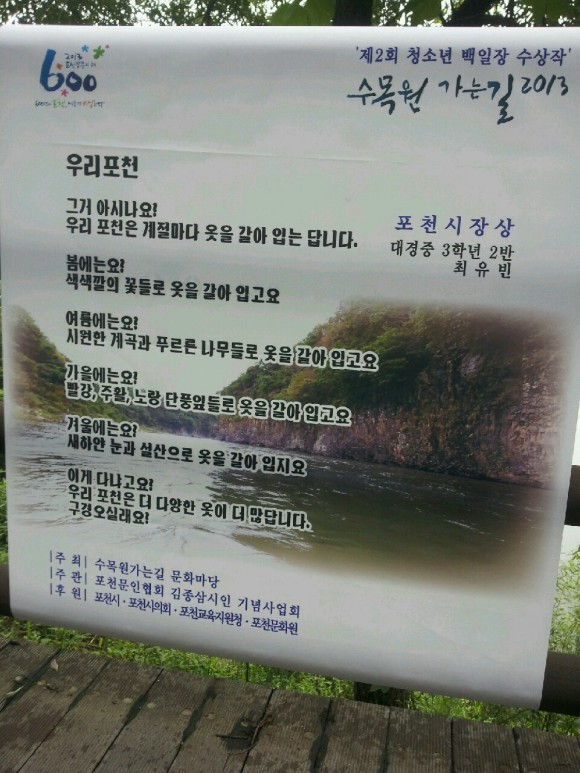 '제2회 청소년 백일장 수상작'
수목원 가는길 2013
2013
600
우리포천
그거 아시나요?
우리 포천은 계절마다 옷을 갈아 입는 답니다.
포천시장상
대경중 3학년 2반
최유빈
봄에는요?
색색깔의 꽃들로 옷을 갈아 입고요
여름에는요?
시원한 계곡과 푸르른 나무들로 옷을 갈아 입고요
가을에는요?
빨강, 주황, 노랑 단풍잎들로 옷을 갈아 입고요
겨울에는요?
새하얀 눈과 설산으로 옷을 갈아 입지요
이게 다냐고요?
우리 포천은 더 다양한 옷이 더 많답니다.
구경오실래요?
|주 최| 수목원가는길 문화마당
|주 관| 포천문인협회 김종삼시인 기념사업회
|후 원| 포천시·포천시의회·포천교육지원청·포천문화원